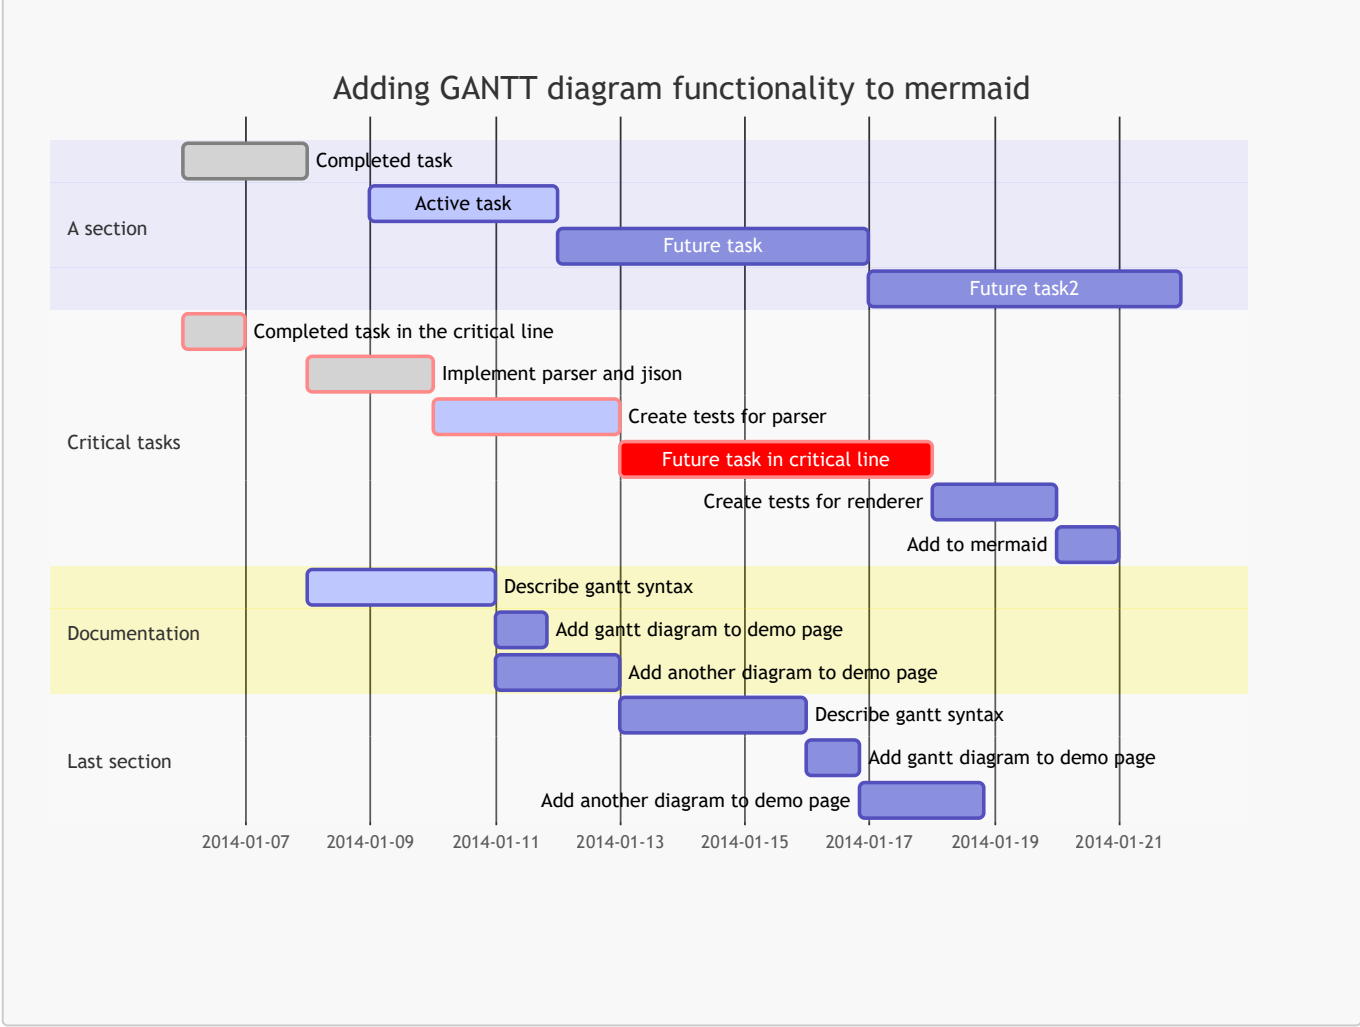 Adding GANTT diagram functionality to mermaid
Completed task
Active task
A section
Future task
Future task2
Completed task in the critical line
Implement parser and jison
Create tests for parser
Critical tasks
Future task in critical line
Create tests for renderer
Add to mermaid
Describe gantt syntax
Add gantt diagram to demo page
Documentation
Add another diagram to demo page
Describe gantt syntax
Add gantt diagram to demo page
Last section
Add another diagram to demo page
2014-01-07 2014-01-09 2014-01-11 2014-01-13 2014-01-15 2014-01-17 2014-01-19 2014-01-21